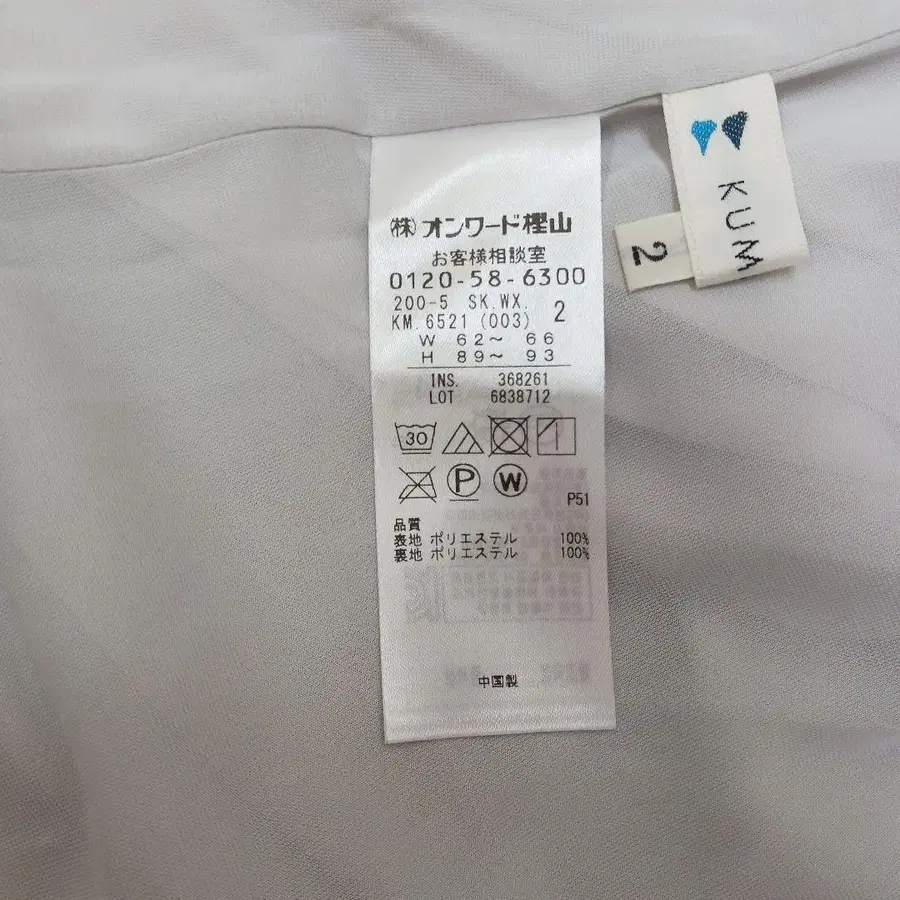 (株)オンワード樫山
お客様相談室
0120-58-6300
200-5 SK.WX.
KM.6521 (003) 2
W 62〜 66
H 89〜 93
INS. 368261
LOT 6838712
30
P W
P51
品質
表地 ポリエステル 100%
裏地 ポリエステル 100%
中国製
KUM
2